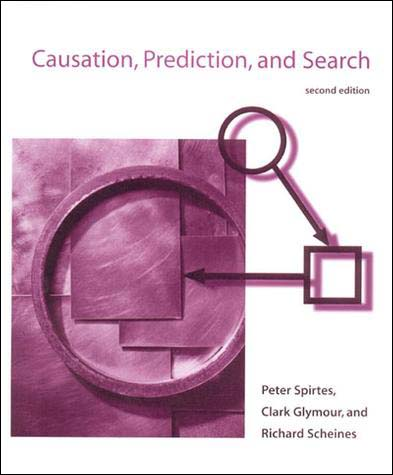 Causation, Prediction, and Search
second edition
Peter Spirtes,
Clark Glymour, and
Richard Scheines